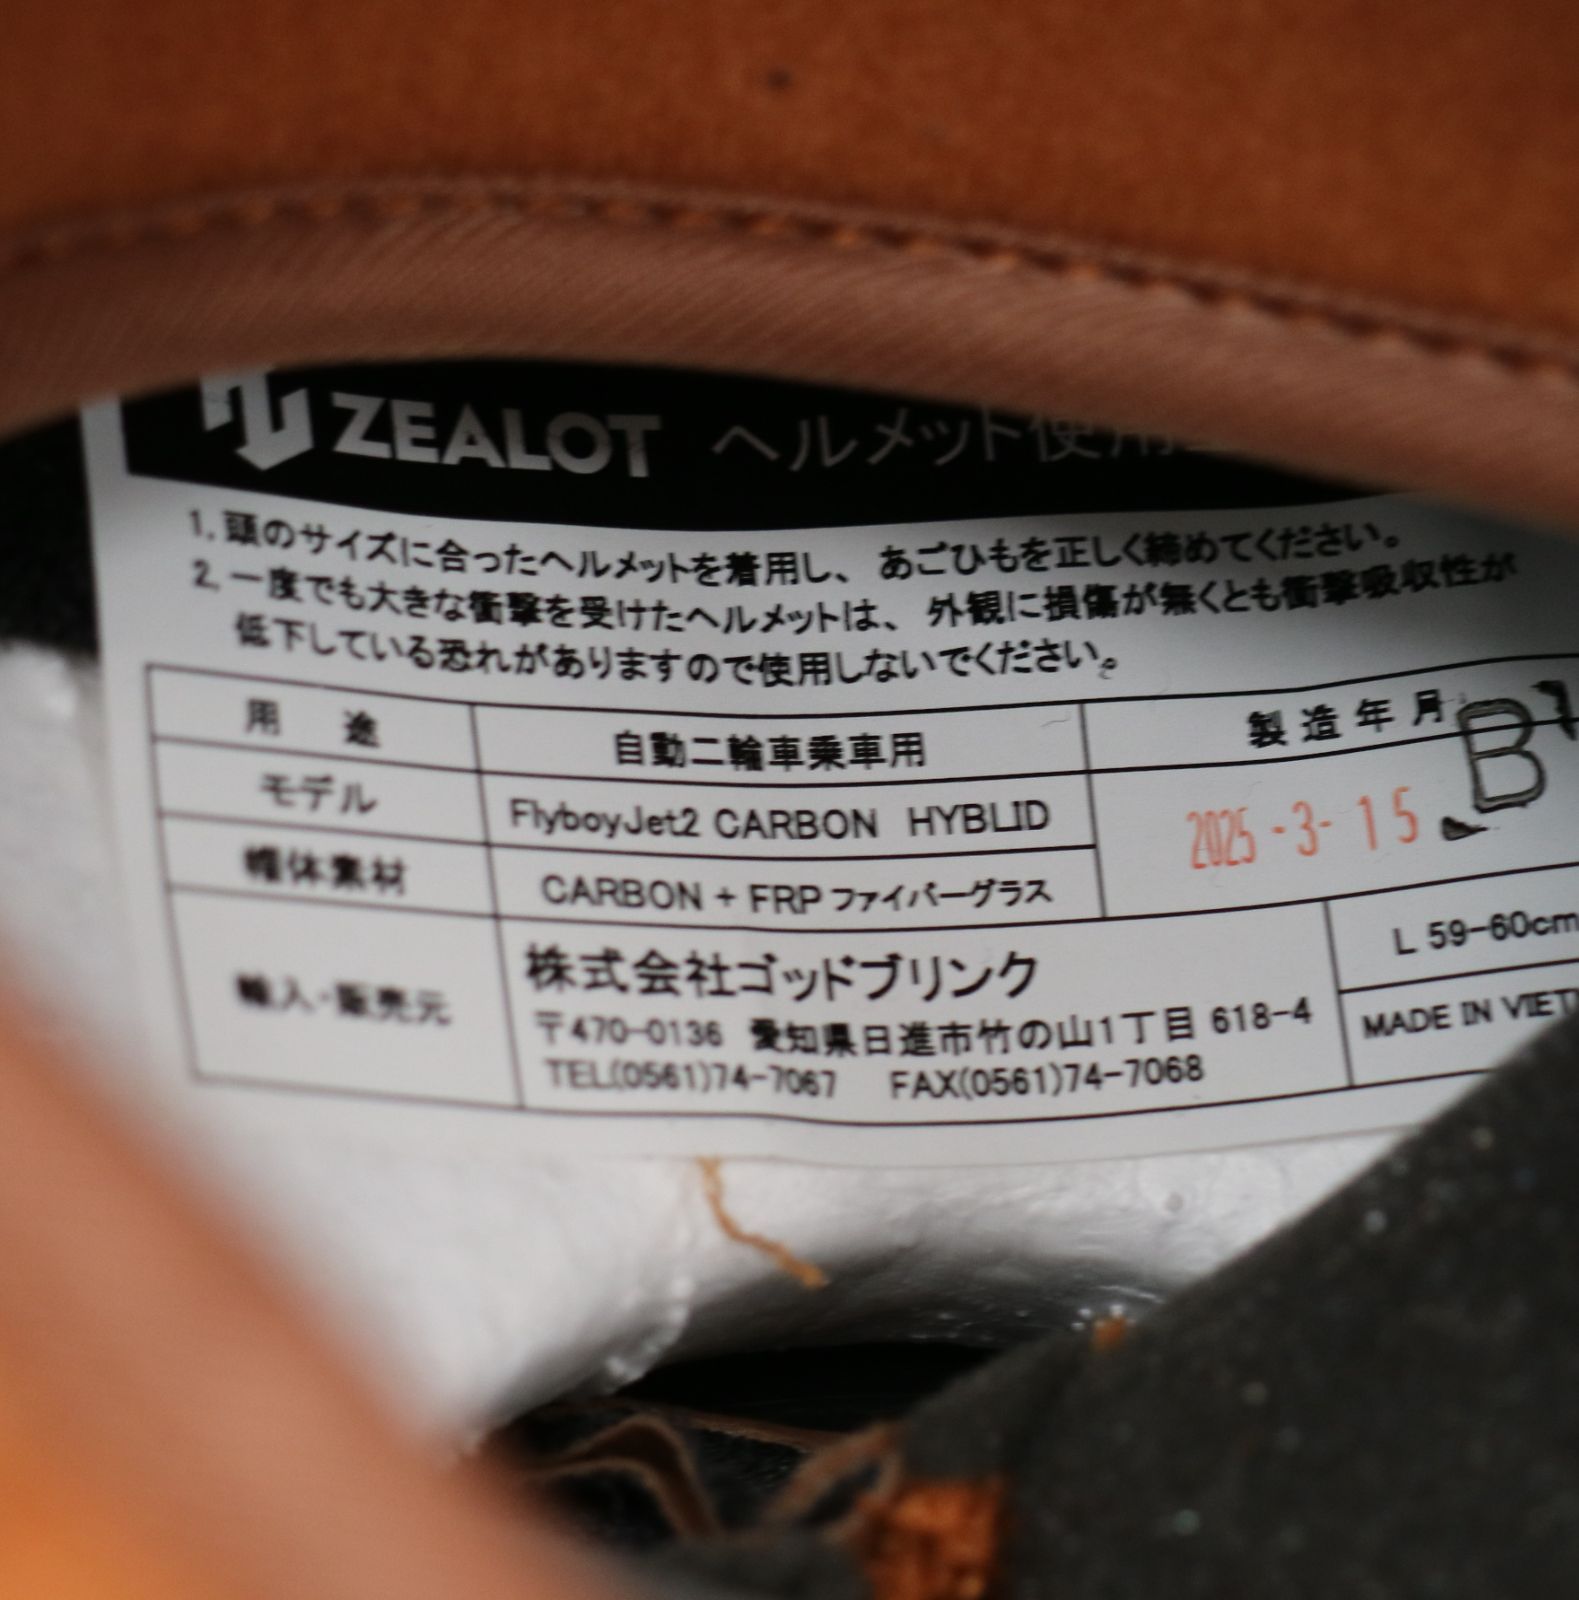 ZEALOT ヘルメット使用
1. 頭のサイズに合ったヘルメットを着用し、あごひもを正しく締めてください。
2. 一度でも大きな衝撃を受けたヘルメットは、外観に損傷が無くとも衝撃吸収性が
低下している恐れがありますので使用しないでください。
用 途 自動二輪車乗車用 製造年月
B
モデル FlyboyJet2 CARBON HYBLID
2025-3-15
帽体素材 CARBON + FRP ファイバーグラス
L 59-60cm
輸入・販売元 株式会社ゴッドブリンク
〒470-0136 愛知県日進市竹の山1丁目 618-4
MADE IN VIET
TEL(0561)74-7067 FAX(0561)74-7068